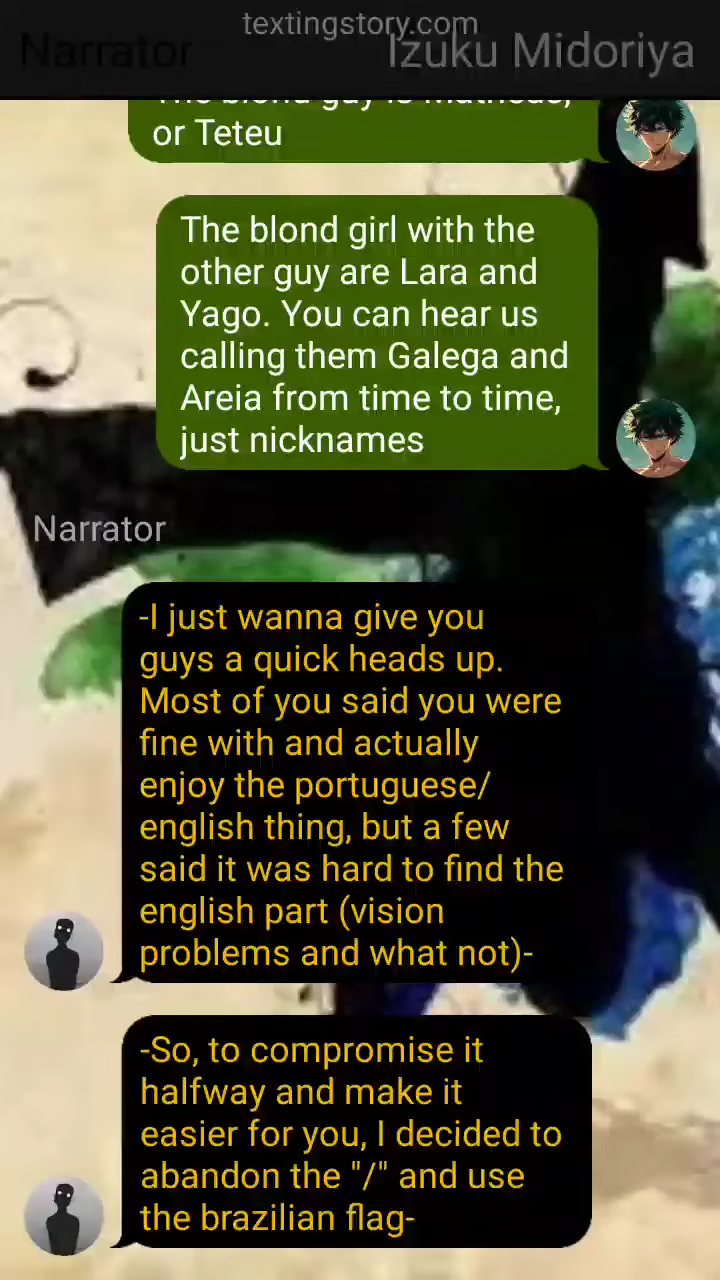 textingstory.com
Narrator
Izuku Midoriya
or Teteu
The blond girl with the
other guy are Lara and
Yago. You can hear us
calling them Galega and
Areia from time to time,
just nicknames
Narrator
-I just wanna give you
guys a quick heads up.
Most of you said you were
fine with and actually
enjoy the portuguese/
english thing, but a few
said it was hard to find the
english part (vision
problems and what not)-
-So, to compromise it
halfway and make it
easier for you, I decided to
abandon the "/" and use
the brazilian flag-